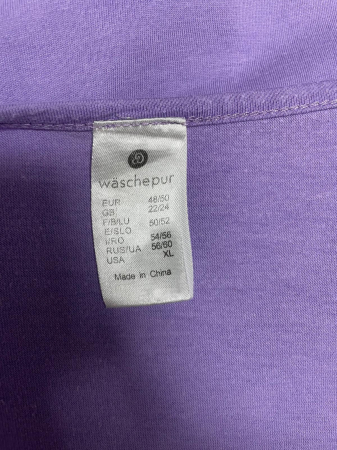 wäschepur
EUR 48/50
GB 22/24
F/B/LU 50/52
E/SLO
I/RO 54/56
RUS/UA 56/60
USA XL
Made in China